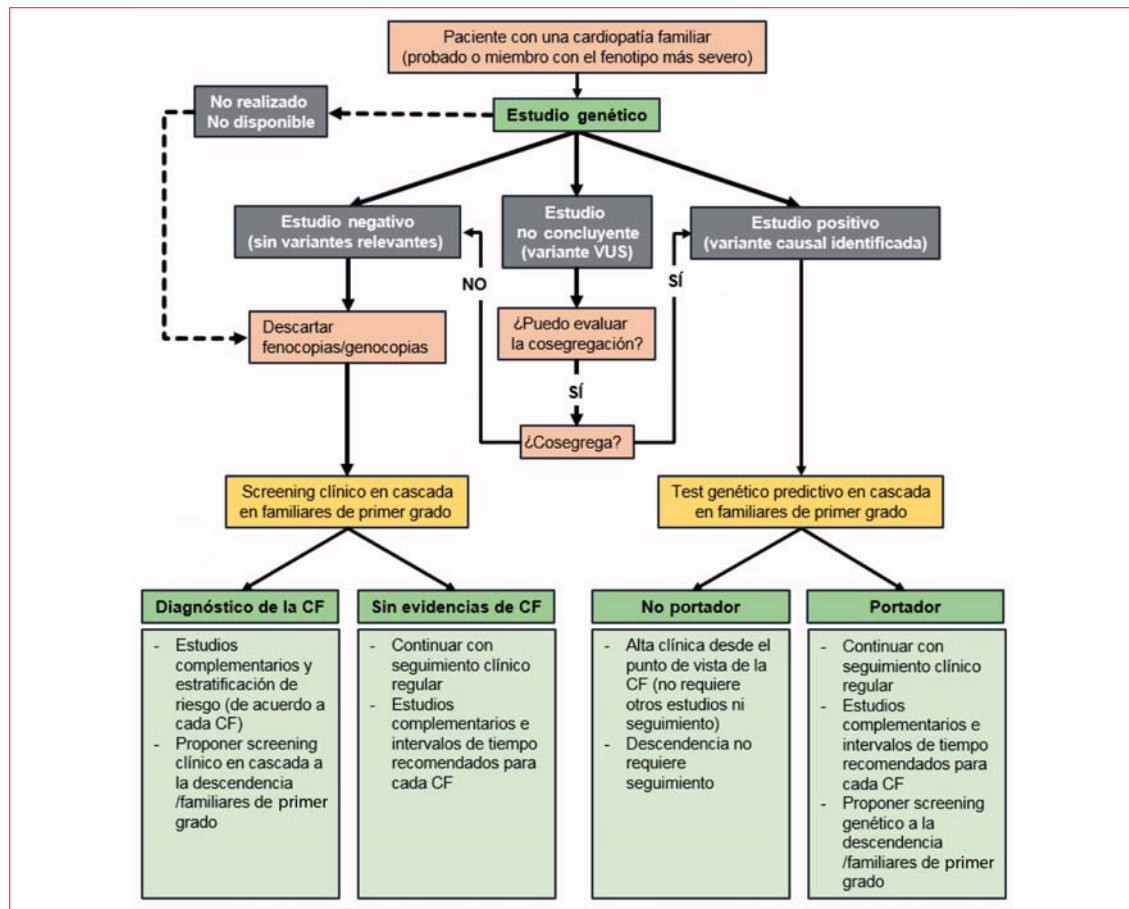 Paciente con una cardiopatía familiar
(probado o miembro con el fenotipo más severo)
No realizado
No disponible
Estudio genético
Estudio negativo
(sin variantes relevantes)
Estudio
no concluyente
(variante VUS)
Estudio positivo
(variante causal identificada)
NO
SÍ
Descartar
fenocopias/genocopias
¿Puedo evaluar
la cosegregación?
SÍ
¿Cosegrega?
Screening clínico en cascada
en familiares de primer grado
Test genético predictivo en cascada
en familiares de primer grado
Diagnóstico de la CF
- Estudios
complementarios y
estratificación de
riesgo (de acuerdo a
cada CF)
- Proponer screening
clínico en cascada a
la descendencia
/familiares de primer
grado
Sin evidencias de CF
- Continuar con
seguimiento clínico
regular
- Estudios
complementarios e
intervalos de tiempo
recomendados para
cada CF
No portador
- Alta clínica desde el
punto de vista de la
CF (no requiere
otros estudios ni
seguimiento)
- Descendencia no
requiere
seguimiento
Portador
- Continuar con
seguimiento clínico
regular
- Estudios
complementarios e
intervalos de tiempo
recomendados para
cada CF
- Proponer screening
genético a la
descendencia
/familiares de primer
grado